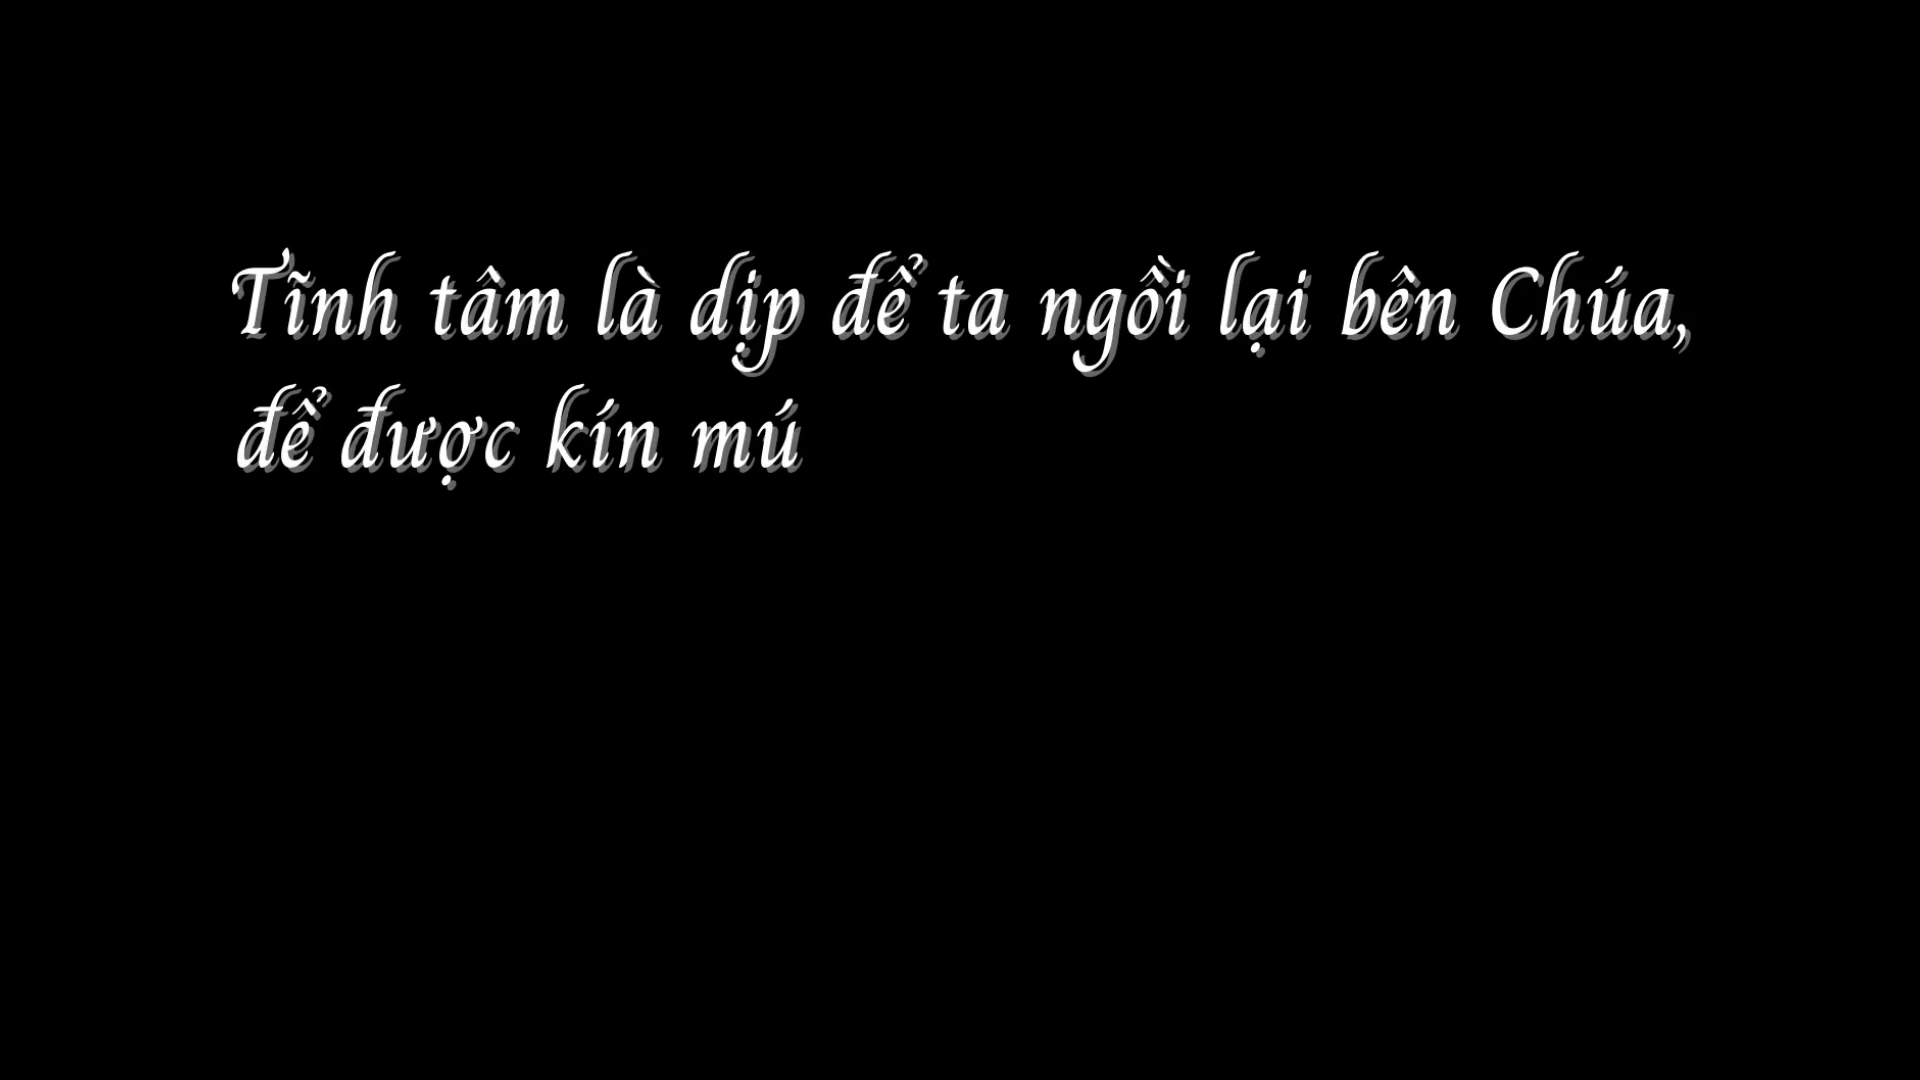 Tĩnh tâm là dịp để ta ngồi lại bên Chúa,
để được kín mú